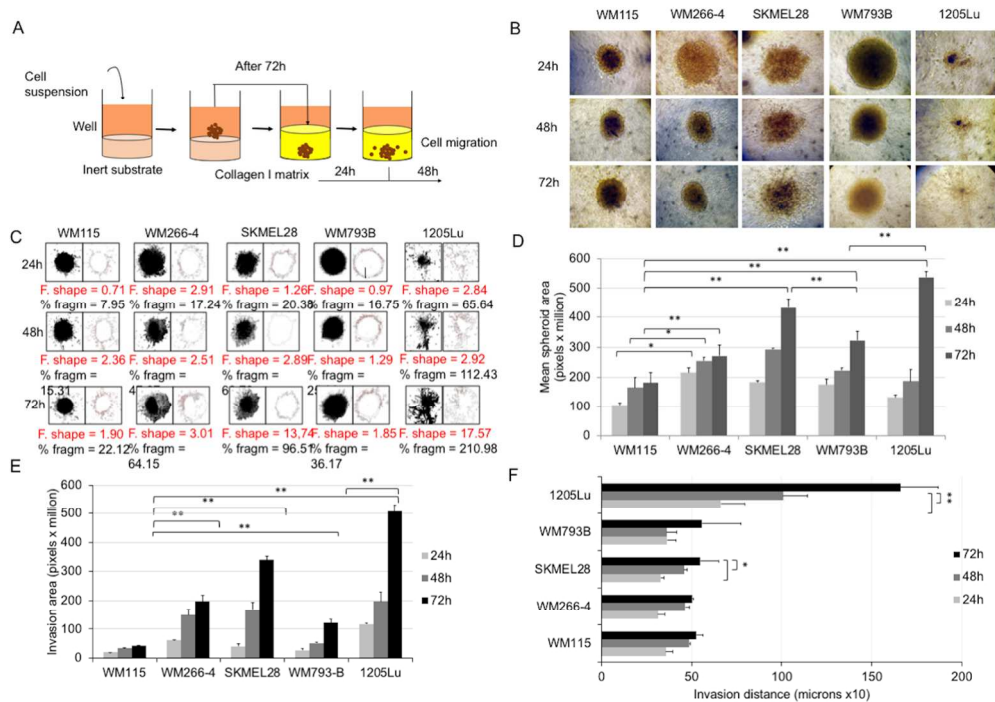 A
Cell
suspension
Well
Inert substrate
After 72h
Cell migration
Collagen I matrix
24h
48h
B
WM115 WM266-4 SKMEL28 WM793B 1205Lu
24h
48h
72h
C
WM115 WM266-4 SKMEL28 WM793B 1205Lu
24h
F. shape = 0.71 F. shape = 2.91 F. shape = 1.26 F. shape = 0.97 F. shape = 2.84
% fragm = 7.95 % fragm = 17.24 % fragm = 20.38 % fragm = 16.75 % fragm = 65.64
48h
F. shape = 2.36 F. shape = 2.51 F. shape = 2.89 F. shape = 1.29 F. shape = 2.92
% fragm = % fragm = % fragm = % fragm = % fragm =
15.31 112.43
72h
F. shape = 1.90 F. shape = 3.01 F. shape = 13,74 F. shape = 1.85 F. shape = 17.57
% fragm = 22.12 % fragm = % fragm = 96.51 % fragm = % fragm = 210.98
64.15 36.17
D
Mean spheroid area
(pixels x million)
600
500
400
300
200
100
0
** ** ** ** ** ** ** * *
24h
48h
72h
WM115 WM266-4 SKMEL28 WM793B 1205Lu
E
Invasion area (pixels x million)
600
500
400
300
200
100
0
** ** ** ** **
24h
48h
72h
WM115 WM266-4 SKMEL28 WM793-B 1205Lu
F
1205Lu
WM793B
SKMEL28
WM266-4
WM115
**
*
72h
48h
24h
0 50 100 150 200
Invasion distance (microns x10)